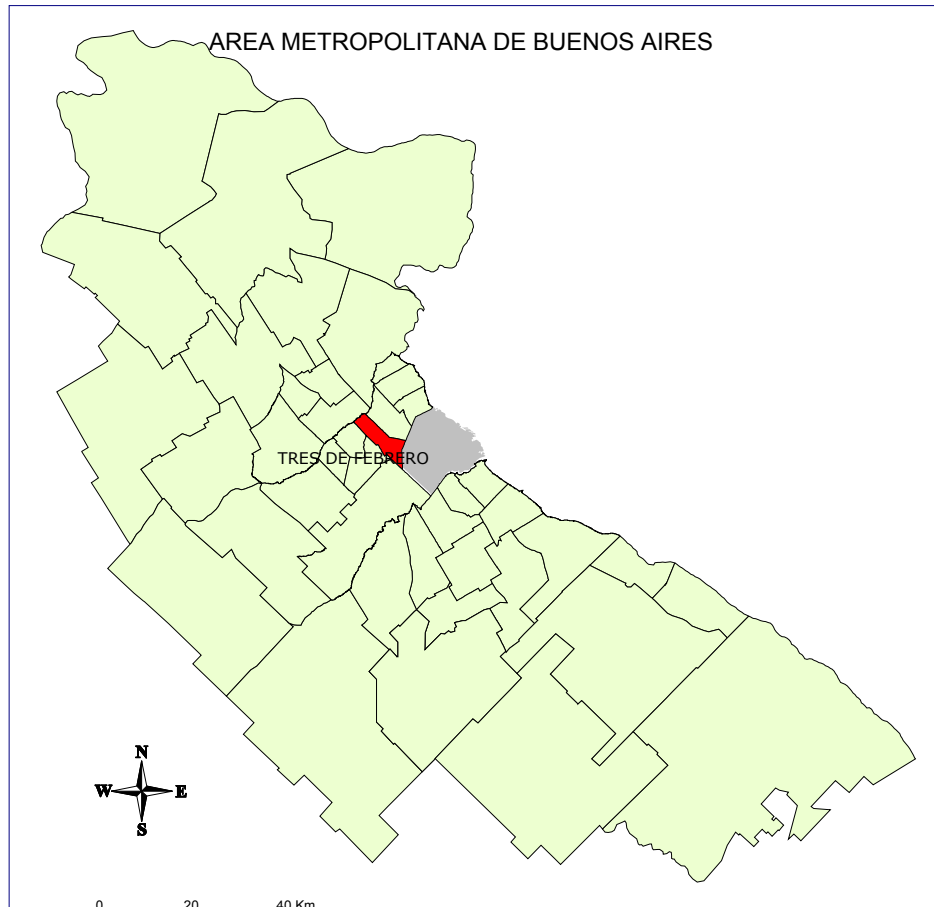 AREA METROPOLITANA DE BUENOS AIRES
TRES DE FEBRERO
N
W E
S
0 20 40 Km